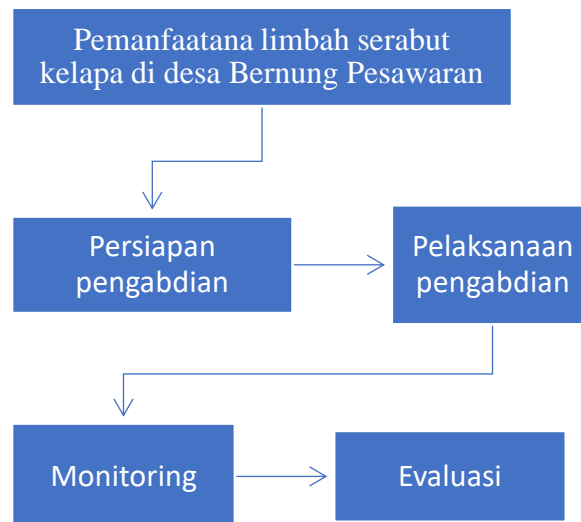 Pemanfaatana limbah serabut
kelapa di desa Bernung Pesawaran
Persiapan
pengabdian
Pelaksanaan
pengabdian
Monitoring
Evaluasi